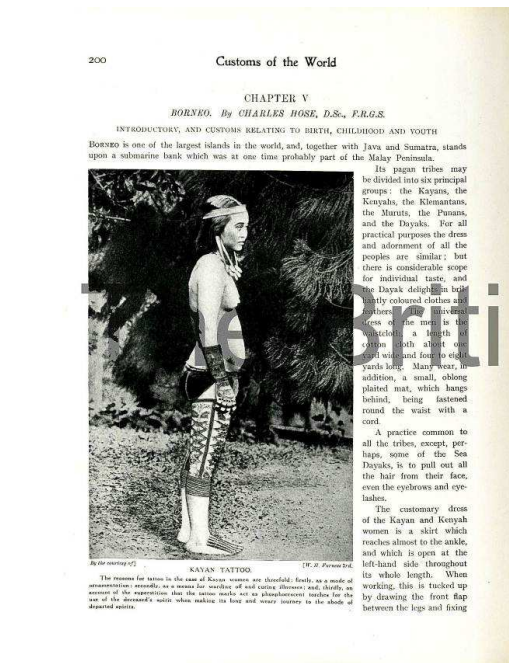 200
Customs of the World
CHAPTER V
BORNEO. By CHARLES HOSE, D.Sc., F.R.G.S.
INTRODUCTORY, AND CUSTOMS RELATING TO BIRTH, CHILDHOOD AND YOUTH
BORNEO is one of the largest islands in the world, and, together with Java and Sumatra, stands
upon a submarine bank which was at one time probably part of the Malay Peninsula.
Its pagan tribes may
be divided into six principal
groups: the Kayans, the
Kenyahs, the Klemantans,
the Muruts, the Punans,
and the Dayaks. For all
practical purposes the dress
and adornment of all the
peoples are similar; but
there is considerable scope
for individual taste, and
the Dayak delights in bril-
liantly coloured clothes and
feathers. The universal
dress of the men is the
waistcloth, a length of
cotton cloth about one
yard wide and four to eight
yards long. Many wear, in
addition, a small, oblong
plaited mat, which hangs
behind, being fastened
round the waist with a
cord.
A practice common to
all the tribes, except, per-
haps, some of the Sea
Dayaks, is to pull out all
the hair from their face,
even the eyebrows and eye-
lashes.
The customary dress
of the Kayan and Kenyah
women is a skirt which
reaches almost to the ankle,
and which is open at the
left-hand side throughout
its whole length. When
working, this is tucked up
by drawing the front flap
between the legs and fixing
By the courtesy of]
[W. H. Furness 3rd.
KAYAN TATTOO.
The reasons for tattoo in the case of Kayan women are threefold: firstly, as a mode of
ornamentation; secondly, as a means for warding off and curing illnesses; and, thirdly, on
account of the superstition that the tattoo marks act as phosphorescent torches for the
use of the deceased's spirit when making its long and weary journey to the abode of
departed spirits.
The Briti